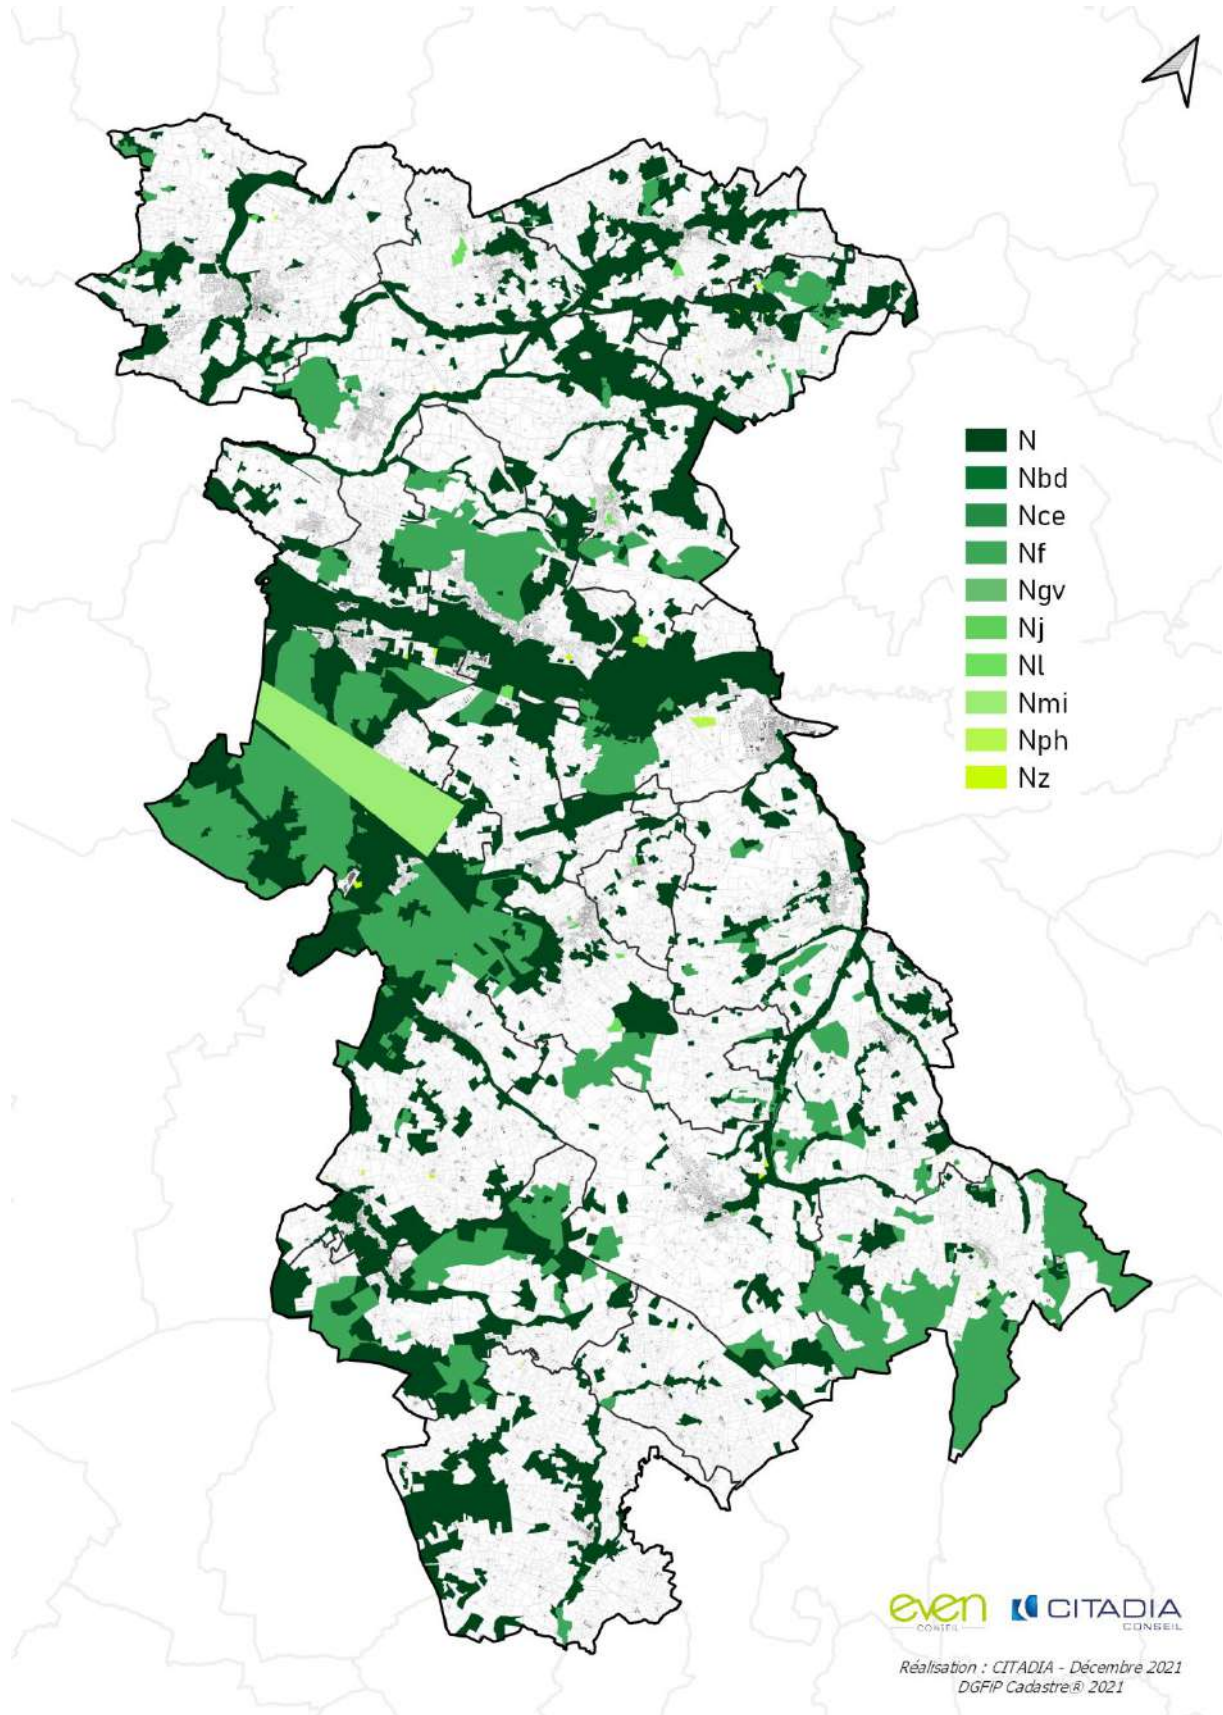 N
Nbd
Nce
Nf
Ngv
Nj
Nl
Nmi
Nph
Nz
even
CONSEIL
CITADIA
CONSEIL
Réalisation : CITADIA - Décembre 2021
DGFiP Cadastre® 2021